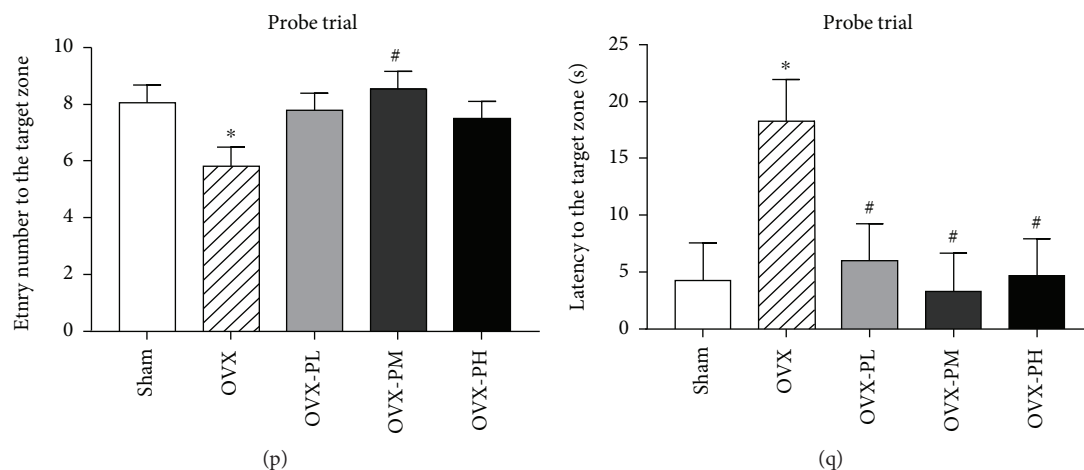 Probe trial
Etnry number to the target zone
10
8
6
4
2
0
*
#
Sham
OVX
OVX-PL
OVX-PM
OVX-PH
(p)
Probe trial
Latency to the target zone (s)
25
20
15
10
5
0
*
#
#
#
Sham
OVX
OVX-PL
OVX-PM
OVX-PH
(q)